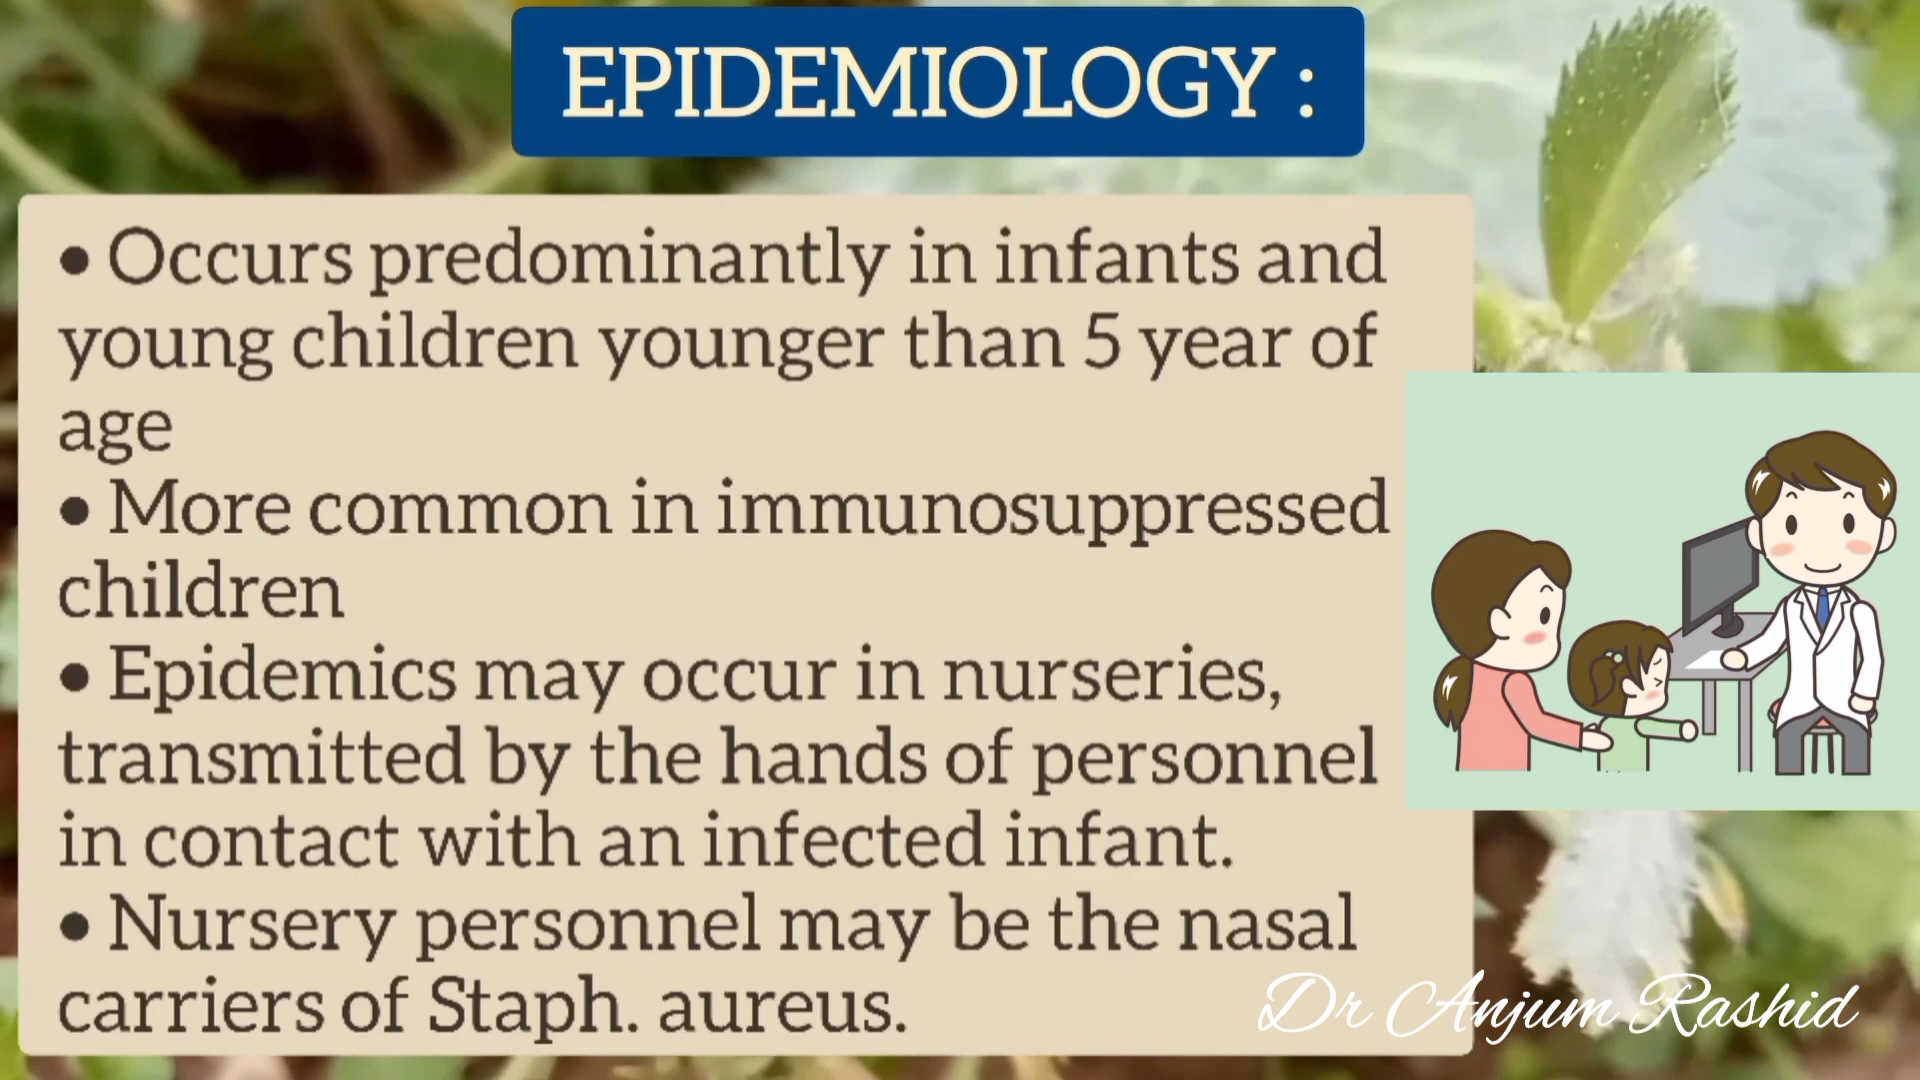 EPIDEMIOLOGY :
• Occurs predominantly in infants and
young children younger than 5 year of
age
• More common in immunosuppressed
children
• Epidemics may occur in nurseries,
transmitted by the hands of personnel
in contact with an infected infant.
• Nursery personnel may be the nasal
carriers of Staph. aureus.
Dr Anjum Rashid